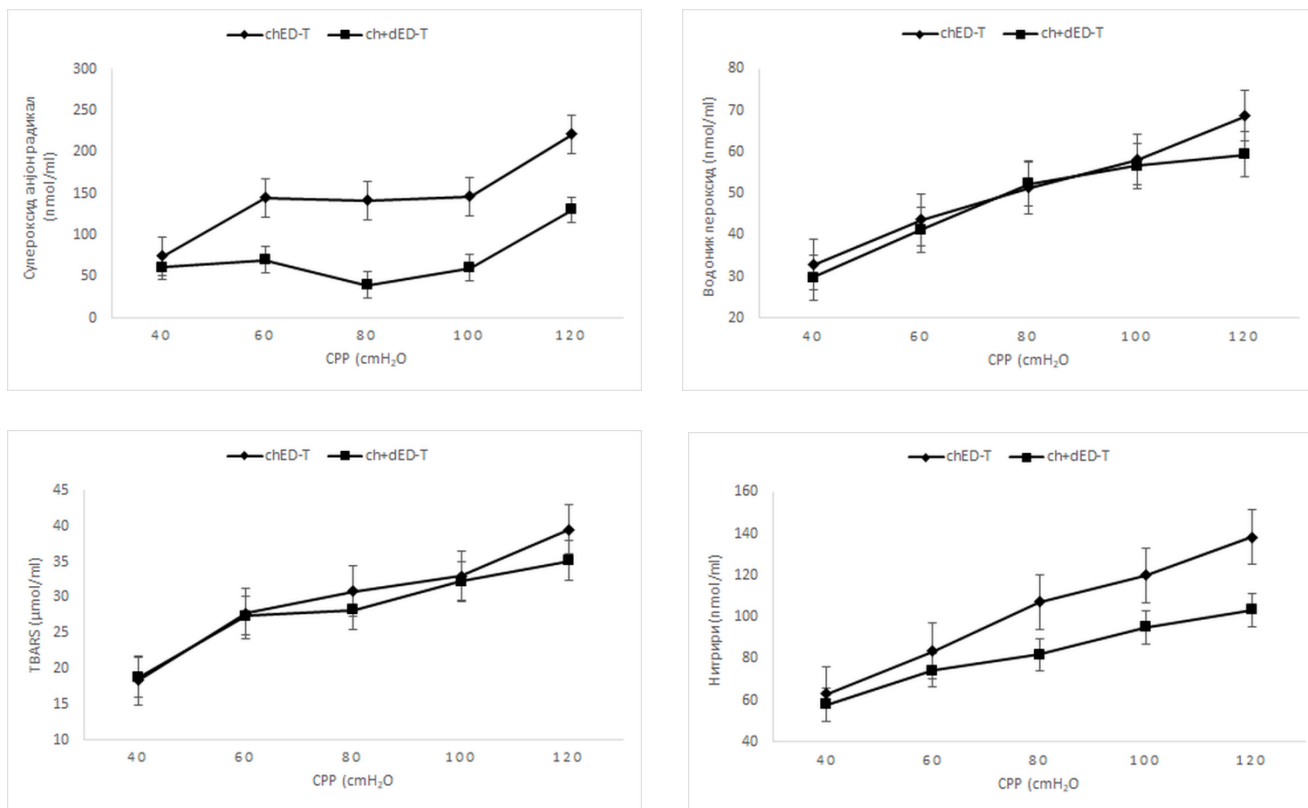 chED-T ch+dED-T
Супероксид анјон радикал
(nmol/ml)
300
250
200
150
100
50
0
40 60 80 100 120
CPP (cmH₂O
chED-T ch+dED-T
Водоник пероксид (nmol/ml)
80
70
60
50
40
30
20
40 60 80 100 120
CPP (cmH₂O
chED-T ch+dED-T
TBARS (µmol/ml)
45
40
35
30
25
20
15
10
40 60 80 100 120
CPP (cmH₂O
chED-T ch+dED-T
Нитрири (nmol/ml)
160
140
120
100
80
60
40
40 60 80 100 120
CPP (cmH₂O